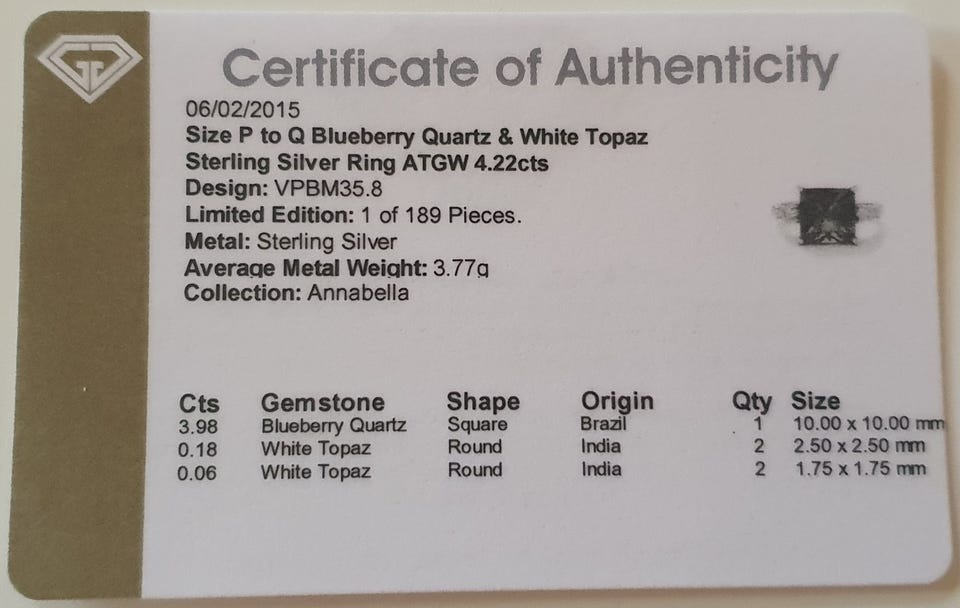 Certificate of Authenticity
06/02/2015
Size P to Q Blueberry Quartz & White Topaz
Sterling Silver Ring ATGW 4.22cts
Design: VPBM35.8
Limited Edition: 1 of 189 Pieces.
Metal: Sterling Silver
Average Metal Weight: 3.77g
Collection: Annabella
Cts Gemstone Shape Origin Qty Size
3.98 Blueberry Quartz Square Brazil 1 10.00 x 10.00 mm
0.18 White Topaz Round India 2 2.50 x 2.50 mm
0.06 White Topaz Round India 2 1.75 x 1.75 mm